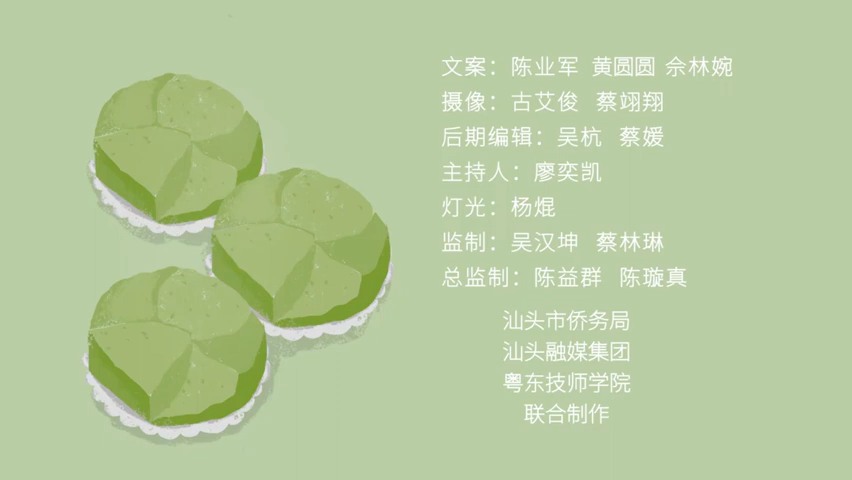 文案：陈业军 黄圆圆 佘林婉
摄像：古艾俊 蔡翊翔
后期编辑：吴杭 蔡媛
主持人：廖奕凯
灯光：杨焜
监制：吴汉坤 蔡林琳
总监制：陈益群 陈璇真
汕头市侨务局
汕头融媒集团
粤东技师学院
联合制作